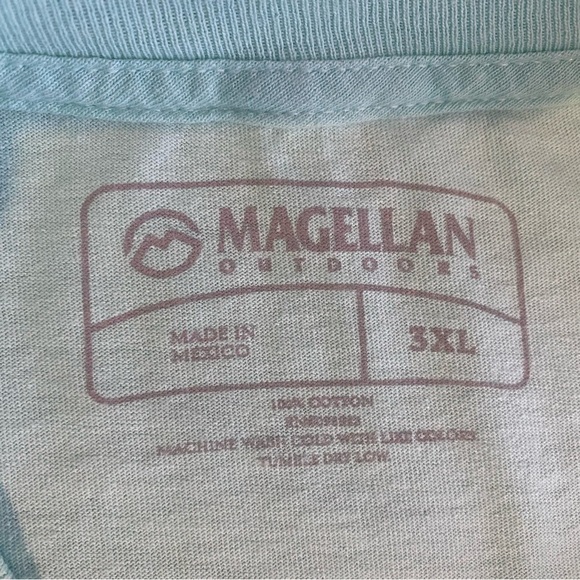 MAGELLAN
OUTDOORS
MADE IN
MEXICO
3XL
100% COTTON
MACHINE WASH COLD WITH LIKE COLORS
TUMBLE DRY LOW